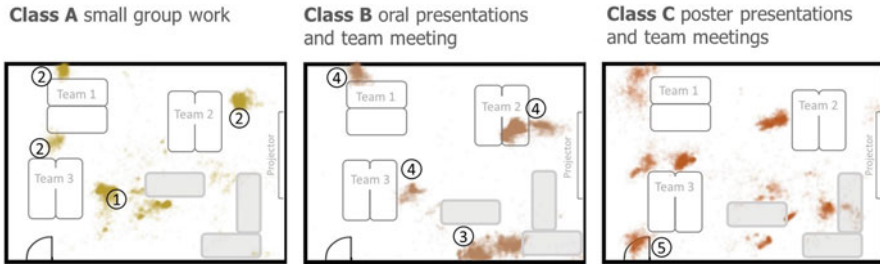 Class A small group work
Class B oral presentations
and team meeting
Class C poster presentations
and team meetings
2
Team 1
Team 2
2
2
Team 3
1
Projector
4
Team 1
Team 2
4
4
Team 3
3
Projector
Team 1
Team 2
Team 3
5
Projector